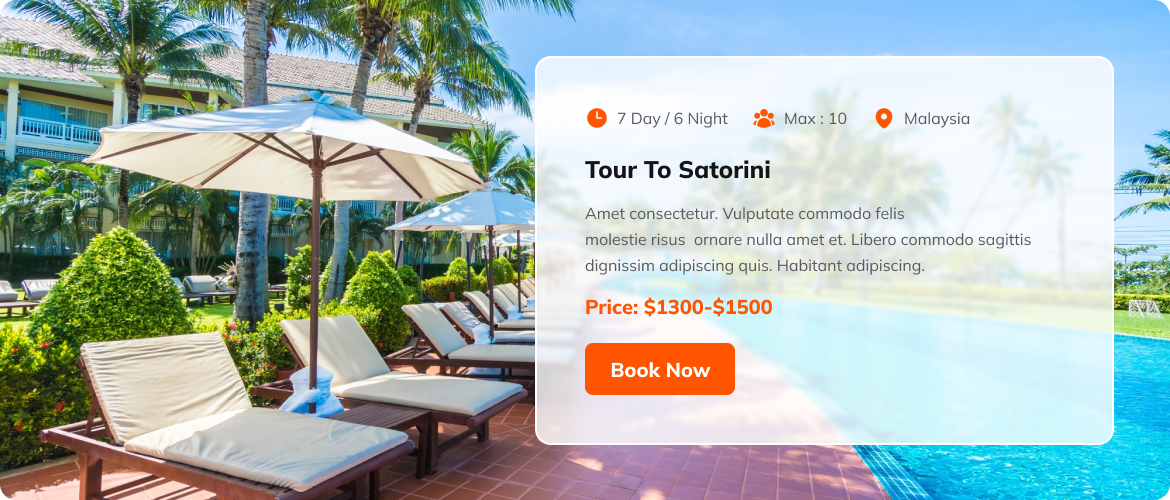 7 Day / 6 Night Max : 10 Malaysia
Tour To Satorini
Amet consectetur. Vulputate commodo felis
molestie risus ornare nulla amet et. Libero commodo sagittis
dignissim adipiscing quis. Habitant adipiscing.
Price: $1300-$1500
Book Now